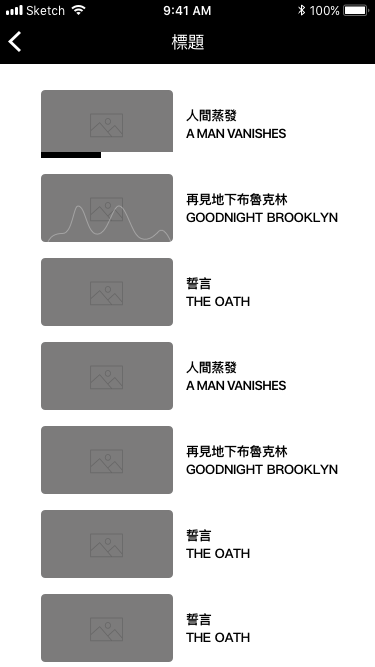 Sketch
9:41 AM
100%
標題
人間蒸發
A MAN VANISHES
再見地下布魯克林
GOODNIGHT BROOKLYN
誓言
THE OATH
人間蒸發
A MAN VANISHES
再見地下布魯克林
GOODNIGHT BROOKLYN
誓言
THE OATH
誓言
THE OATH